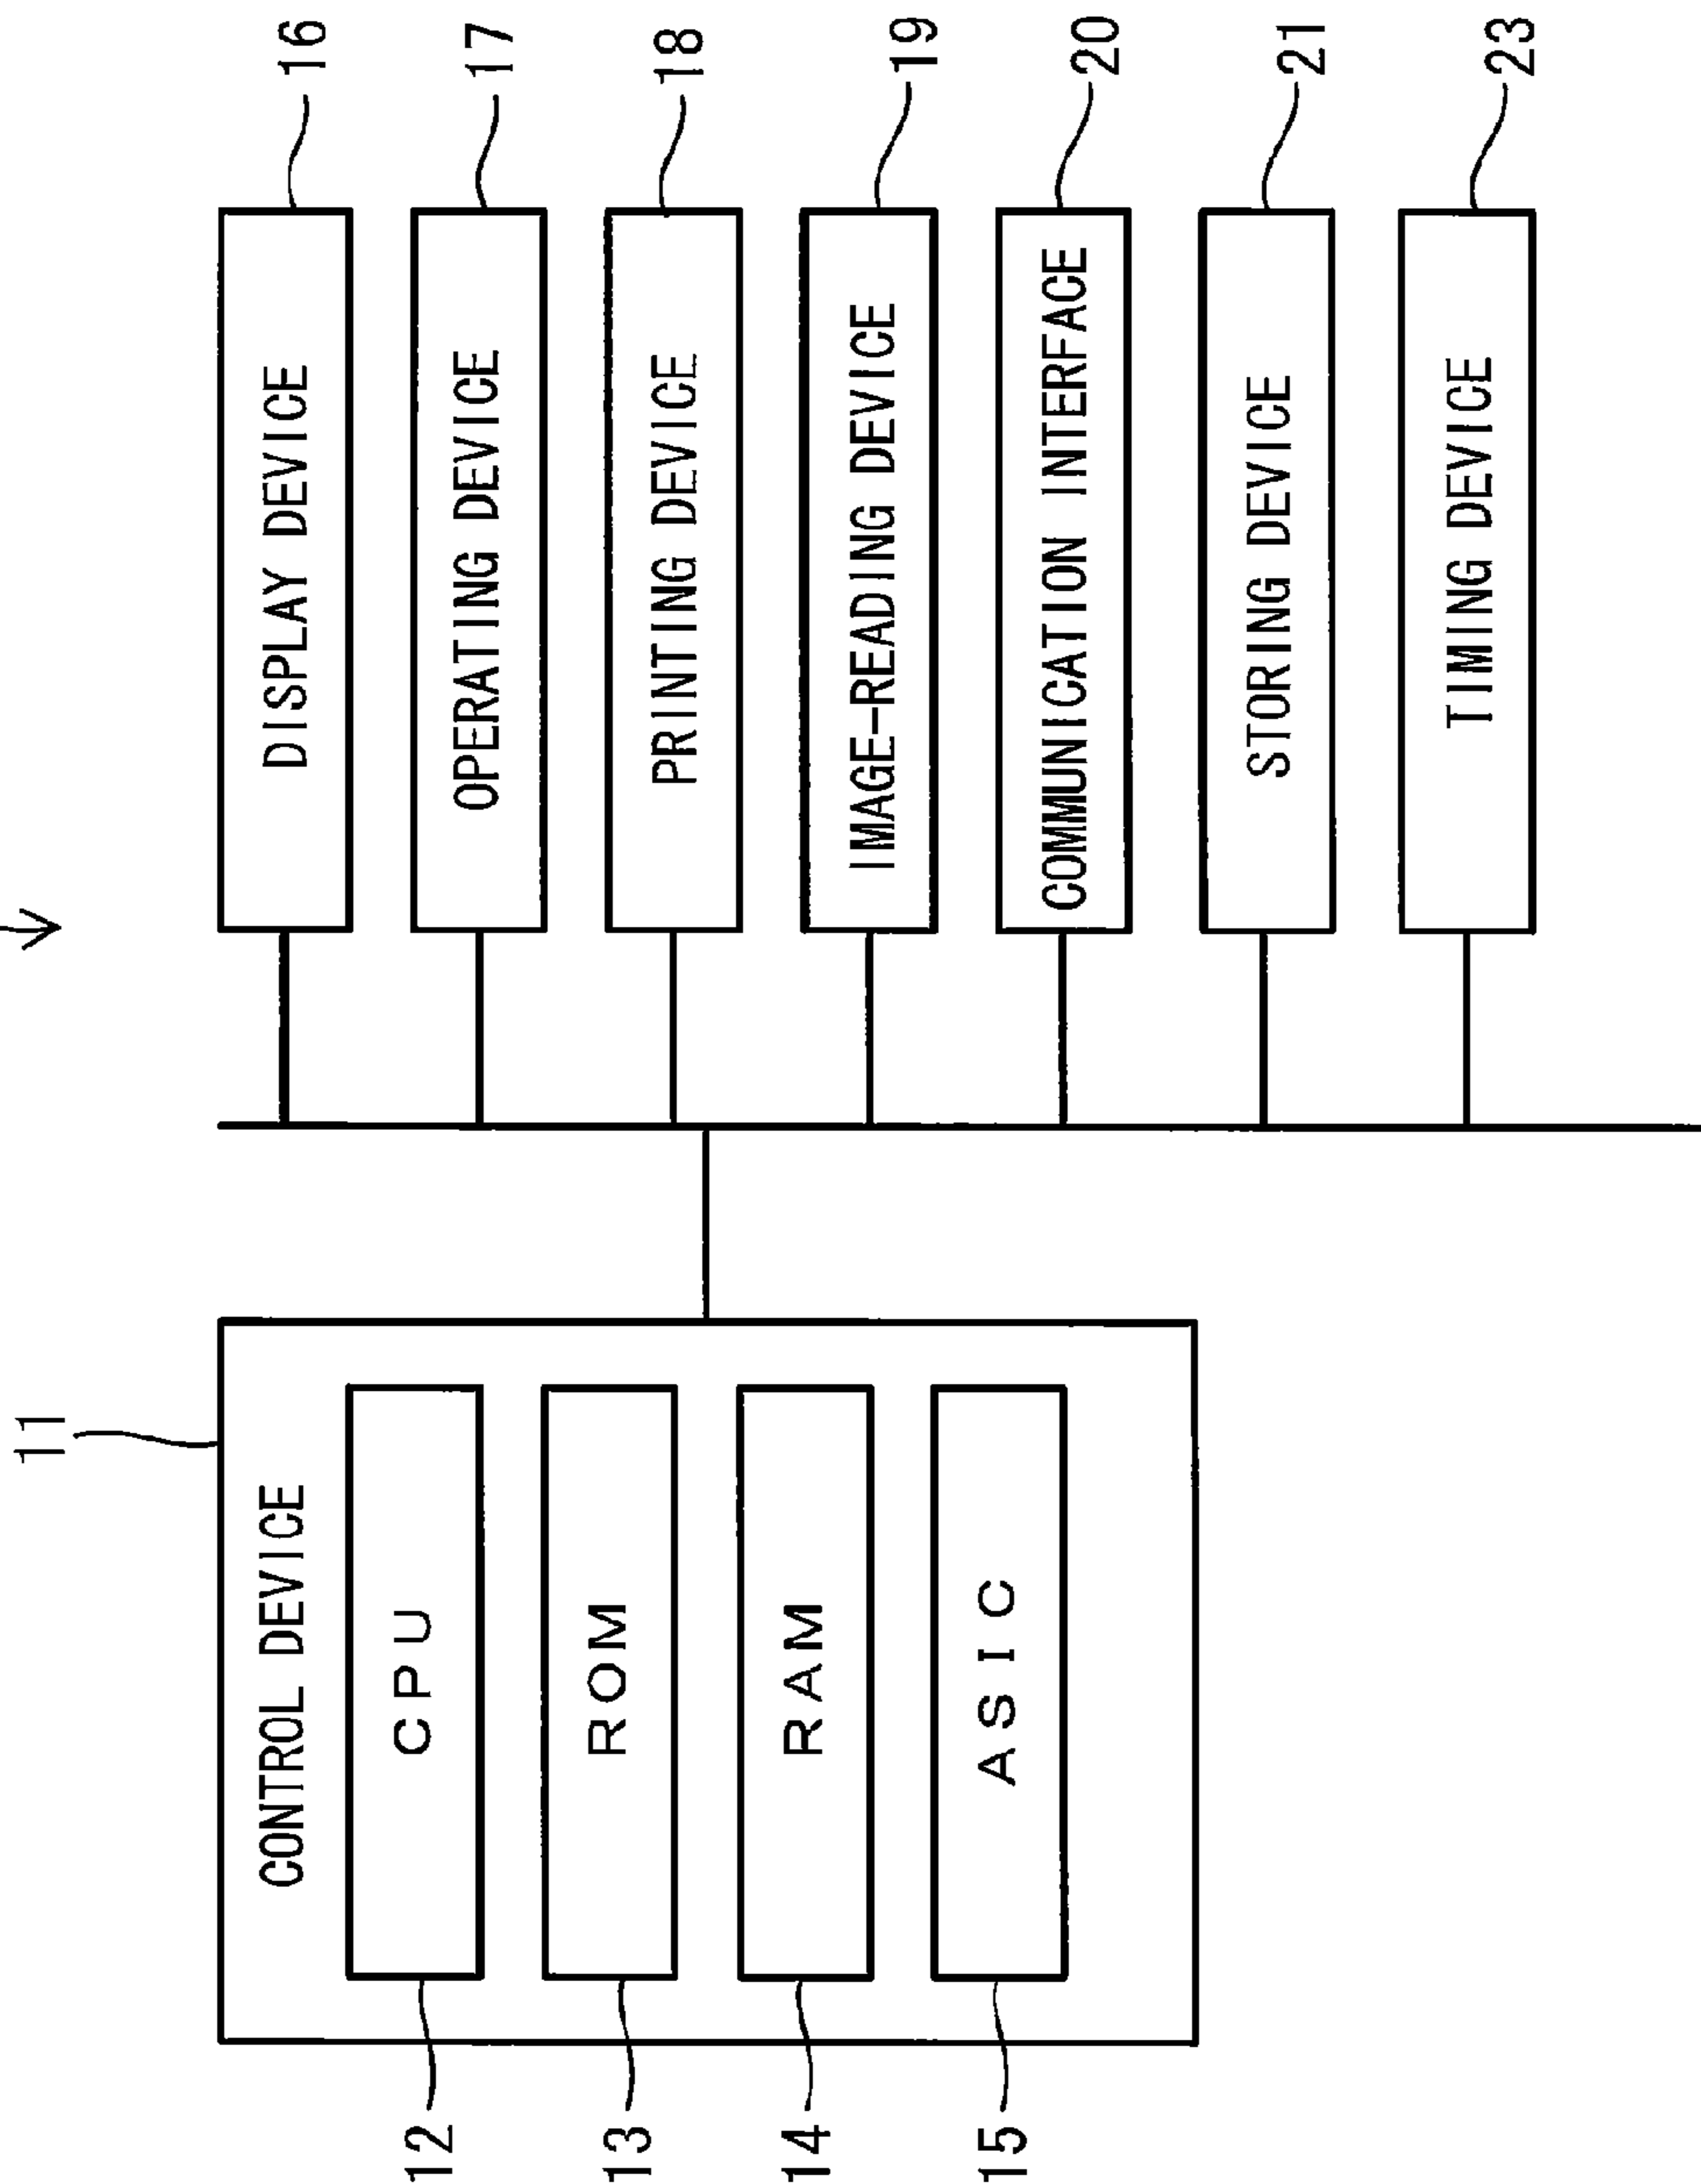 11
CONTROL DEVICE
12
CPU
13
ROM
14
RAM
15
ASIC
DISPLAY DEVICE
16
OPERATING DEVICE
17
PRINTING DEVICE
18
IMAGE-READING DEVICE
19
COMMUNICATION INTERFACE
20
STORING DEVICE
21
TIMING DEVICE
23